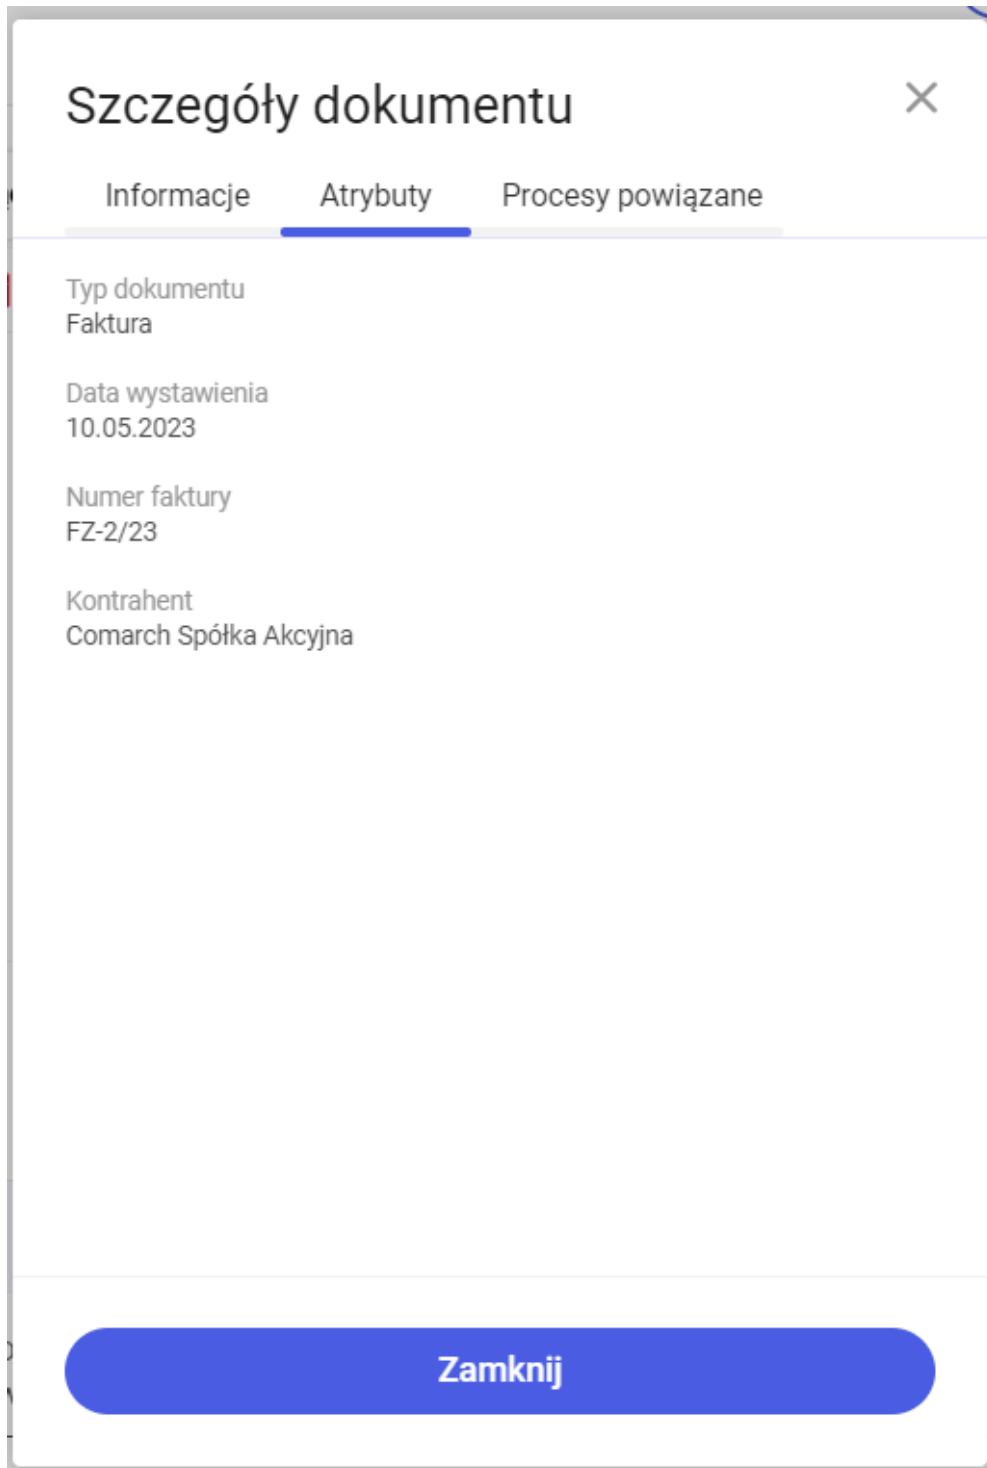 Szczegóły dokumentu
Informacje Atrybuty Procesy powiązane
Typ dokumentu
Faktura
Data wystawienia
10.05.2023
Numer faktury
FZ-2/23
Kontrahent
Comarch Spółka Akcyjna
Zamknij